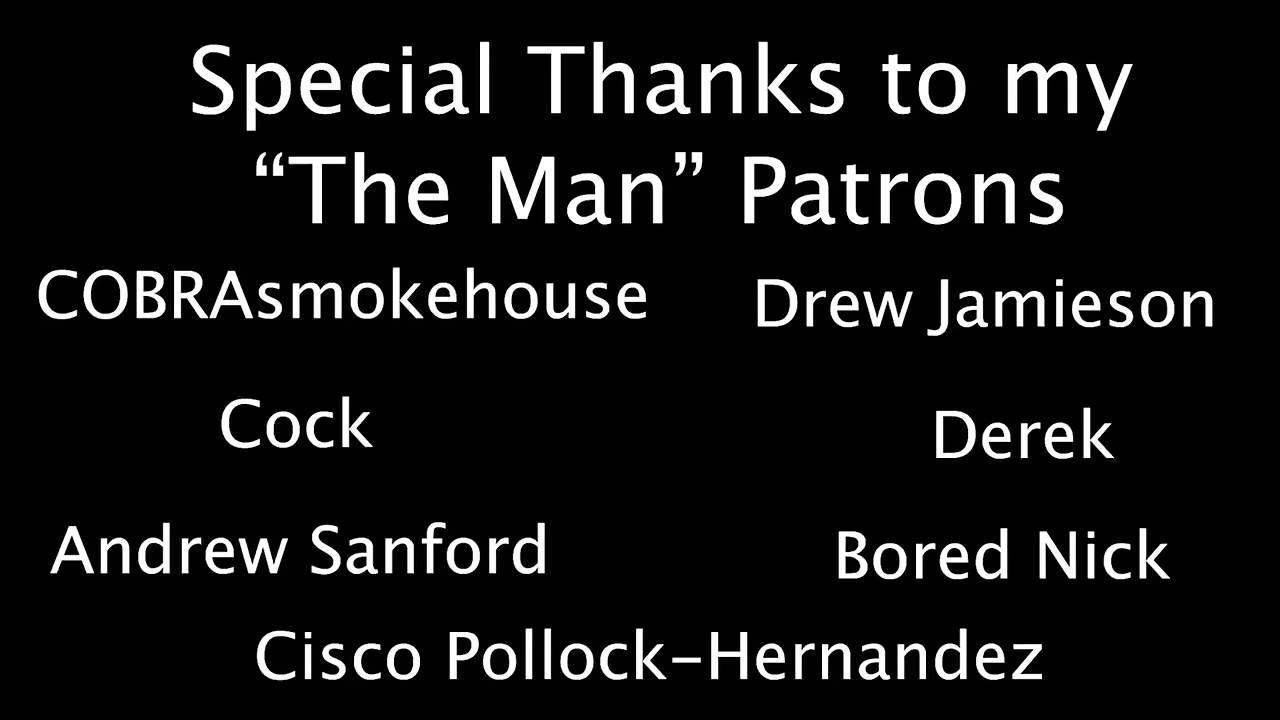 Special Thanks to my
“The Man” Patrons
COBRAsmokehouse
Drew Jamieson
Cock
Derek
Andrew Sanford
Bored Nick
Cisco Pollock-Hernandez